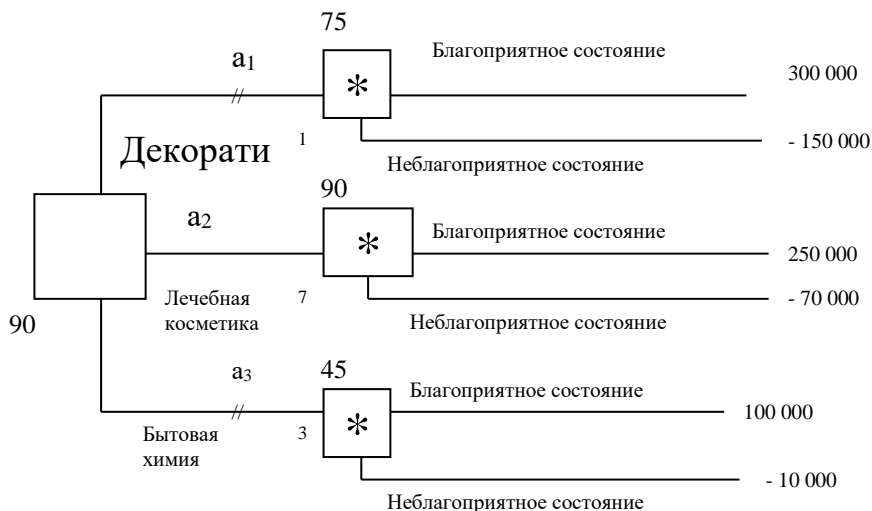 75
Благоприятное состояние
a1
300 000
*
1
- 150 000
Декорати
Неблагоприятное состояние
90
a2
Благоприятное состояние
*
250 000
Лечебная
косметика
7
- 70 000
90
Неблагоприятное состояние
a3
45
Благоприятное состояние
100 000
*
Бытовая
химия
3
- 10 000
Неблагоприятное состояние